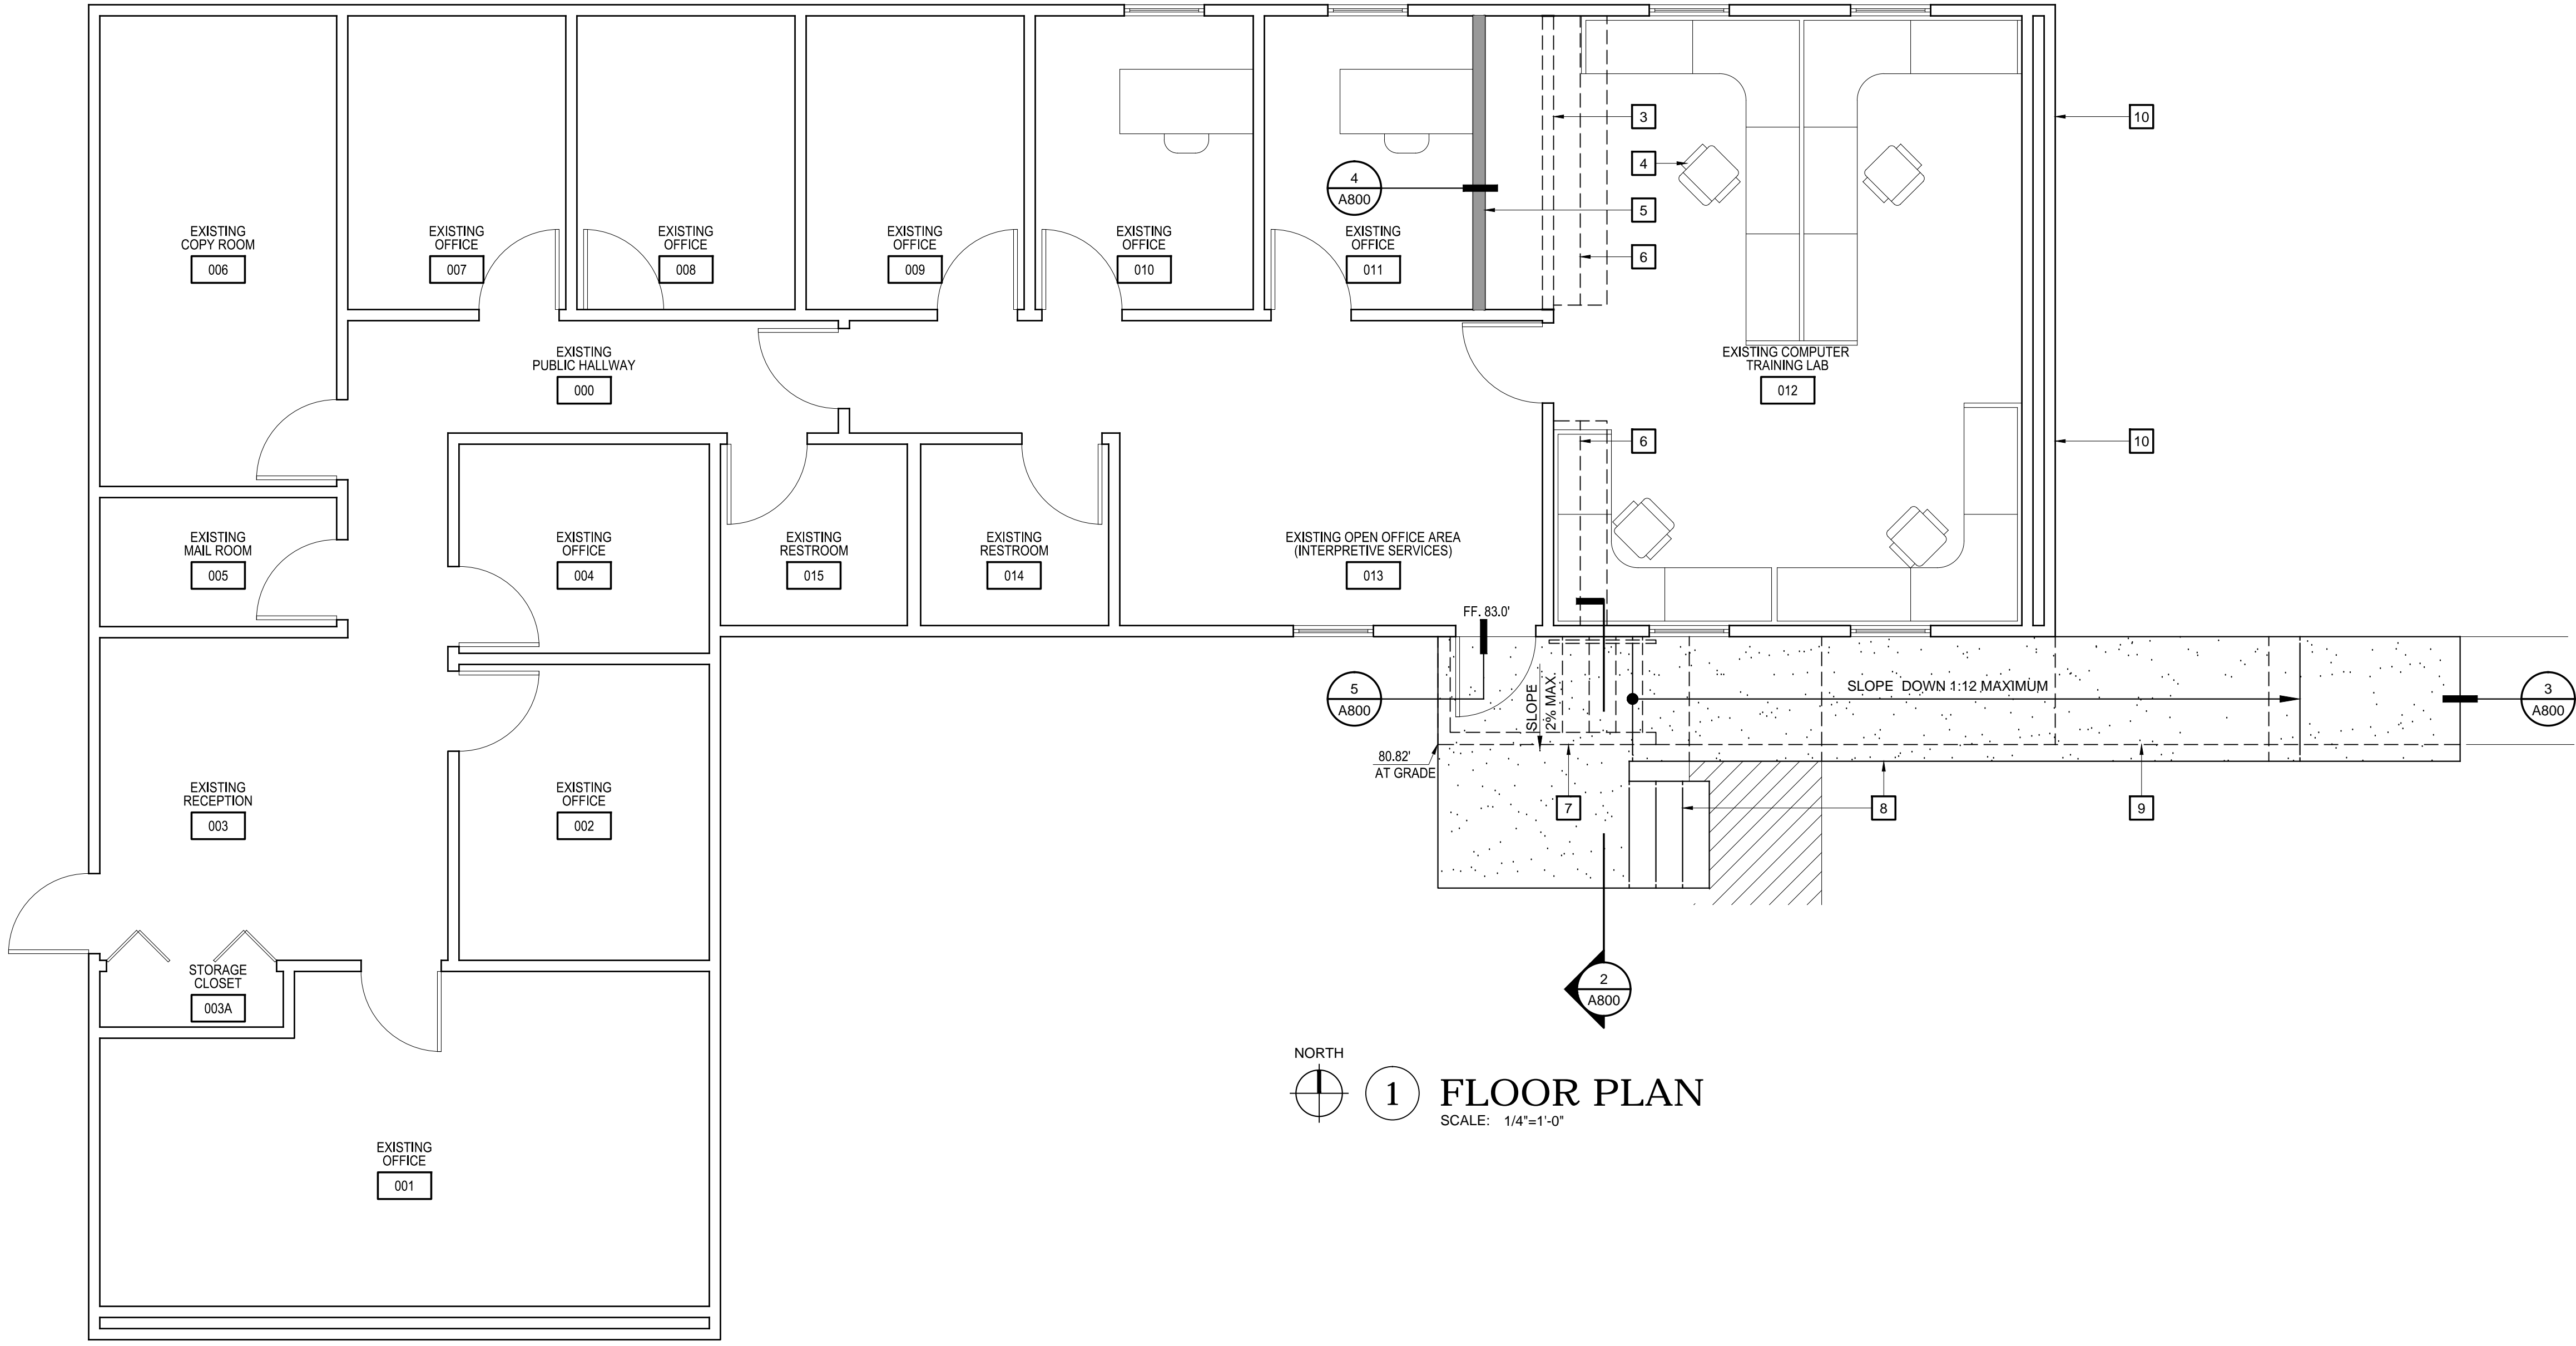 3
10
4
4
A800
5
EXISTING
COPY ROOM
006
EXISTING
OFFICE
007
EXISTING
OFFICE
008
EXISTING
OFFICE
009
EXISTING
OFFICE
010
EXISTING
OFFICE
011
6
EXISTING
PUBLIC HALLWAY
000
EXISTING COMPUTER
TRAINING LAB
012
6
10
EXISTING
MAIL ROOM
005
EXISTING
OFFICE
004
EXISTING
RESTROOM
015
EXISTING
RESTROOM
014
EXISTING OPEN OFFICE AREA
(INTERPRETIVE SERVICES)
013
FF. 83.0'
5
A800
SLOPE
2% MAX.
SLOPE DOWN 1:12 MAXIMUM
3
A800
80.82'
AT GRADE
EXISTING
RECEPTION
003
EXISTING
OFFICE
002
7
8
9
STORAGE
CLOSET
003A
2
A800
NORTH
1
FLOOR PLAN
SCALE: 1/4"=1'-0"
EXISTING
OFFICE
001